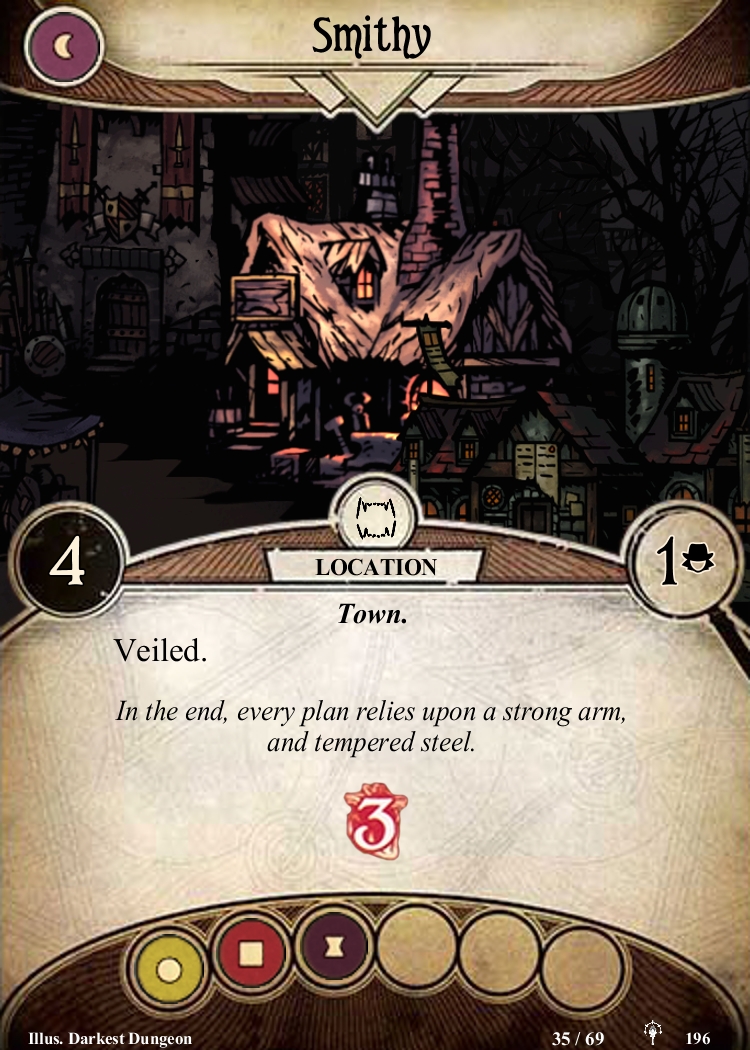 Smithy
4
1
LOCATION
Town.
Veiled.
In the end, every plan relies upon a strong arm,
and tempered steel.
3
Illus. Darkest Dungeon
35 / 69
196